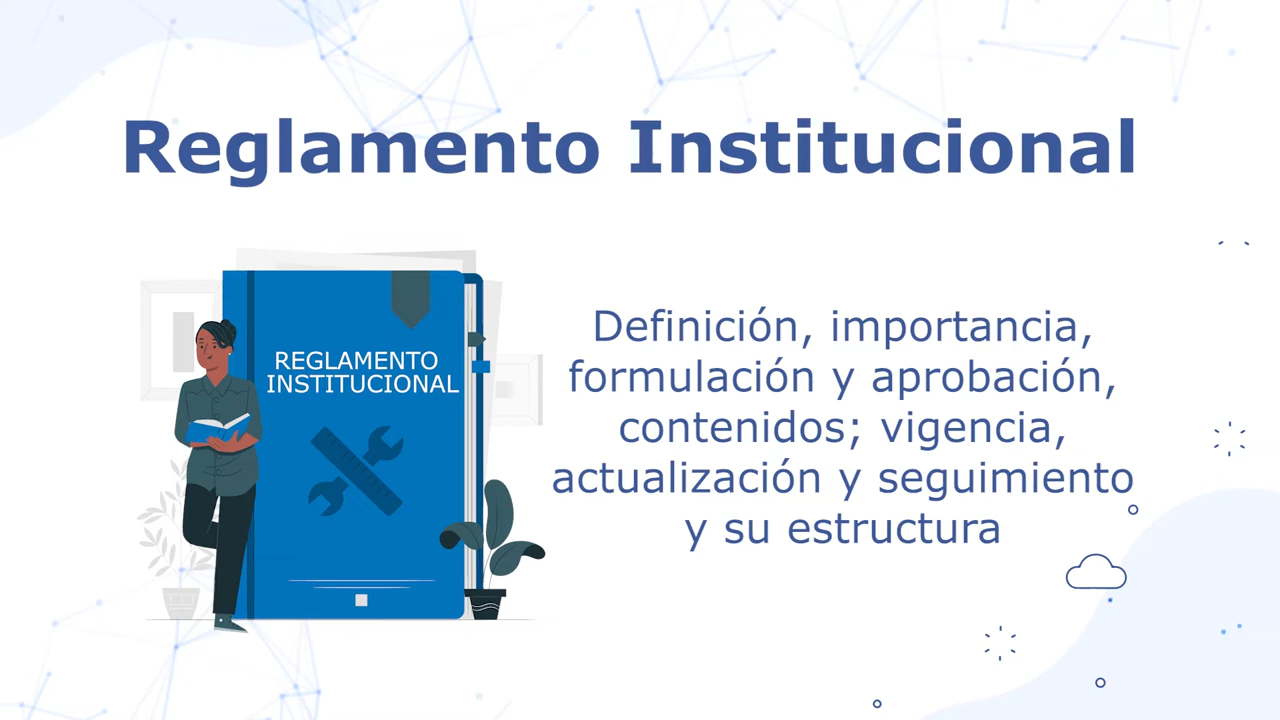 Reglamento Institucional
REGLAMENTO
INSTITUCIONAL
Definición, importancia,
formulación y aprobación,
contenidos; vigencia,
actualización y seguimiento
y su estructura